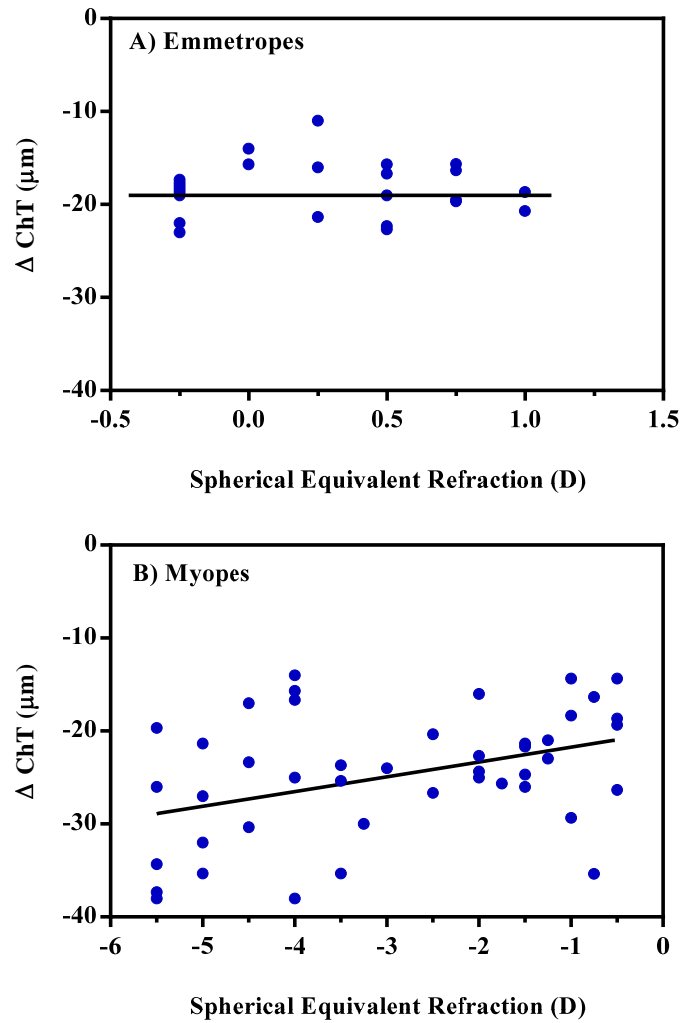 A) Emmetropes
0
-10
-20
-30
-40
Δ ChT (μm)
-0.5 0.0 0.5 1.0 1.5
Spherical Equivalent Refraction (D)
B) Myopes
0
-10
-20
-30
-40
Δ ChT (μm)
-6 -5 -4 -3 -2 -1 0
Spherical Equivalent Refraction (D)